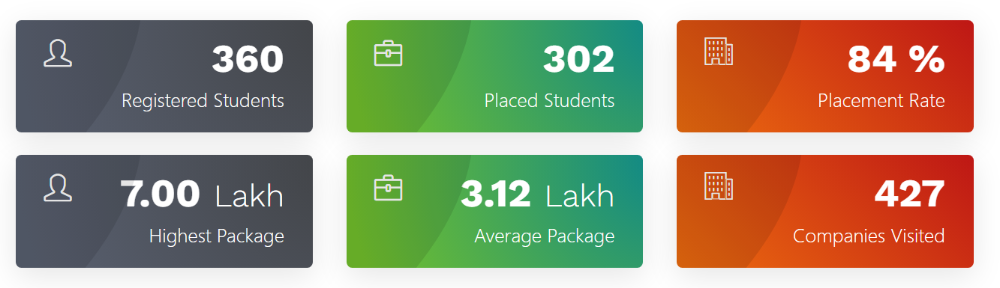 360
Registered Students
302
Placed Students
84 %
Placement Rate
7.00 Lakh
Highest Package
3.12 Lakh
Average Package
427
Companies Visited